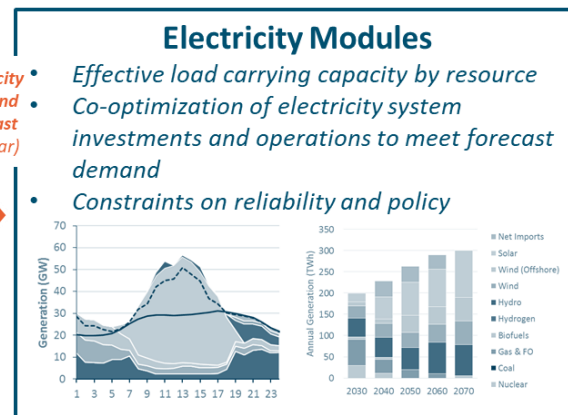 Electricity Modules
city
nd
ast
ar)
• Effective load carrying capacity by resource
• Co-optimization of electricity system
investments and operations to meet forecast
demand
• Constraints on reliability and policy
Generation (GW)
70
60
50
40
30
20
10
0
1 3 5 7 9 11 13 15 17 19 21 23
Annual Generation (TWh)
350
300
250
200
150
100
50
0
2030 2040 2050 2060 2070
Net Imports
Solar
Wind (Offshore)
Wind
Hydro
Hydrogen
Biofuels
Gas & FO
Coal
Nuclear